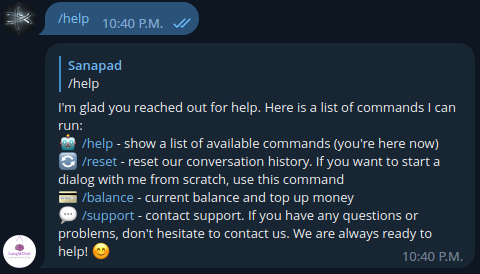 /help 10:40 P.M.
Sanapad
/help
I'm glad you reached out for help. Here is a list of commands I can
run:
🤖 /help - show a list of available commands (you're here now)
🔄 /reset - reset our conversation history. If you want to start a
dialog with me from scratch, use this command
💳 /balance - current balance and top up money
💬 /support - contact support. If you have any questions or
problems, don't hesitate to contact us. We are always ready to
help! 😊 10:40 P.M.